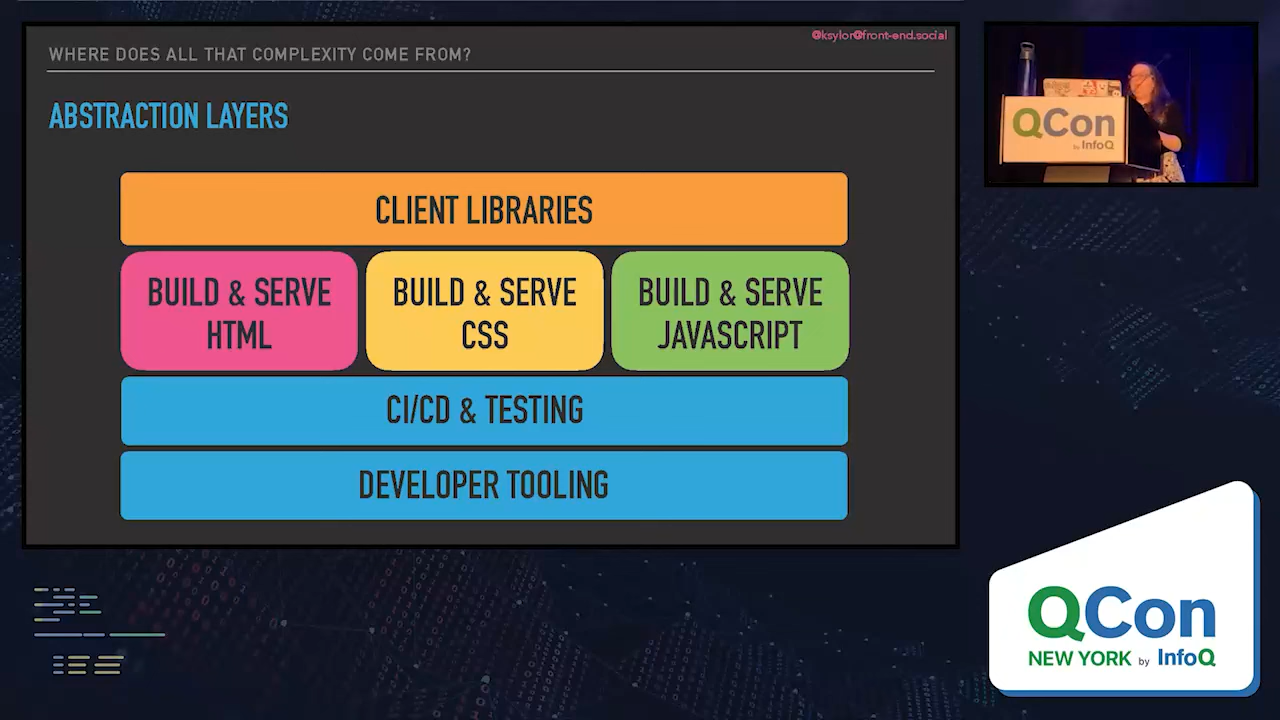 @ksylor@front-end.social
WHERE DOES ALL THAT COMPLEXITY COME FROM?
ABSTRACTION LAYERS
CLIENT LIBRARIES
BUILD & SERVE
HTML
BUILD & SERVE
CSS
BUILD & SERVE
JAVASCRIPT
CI/CD & TESTING
DEVELOPER TOOLING
QCon
by InfoQ
QCon
NEW YORK by InfoQ